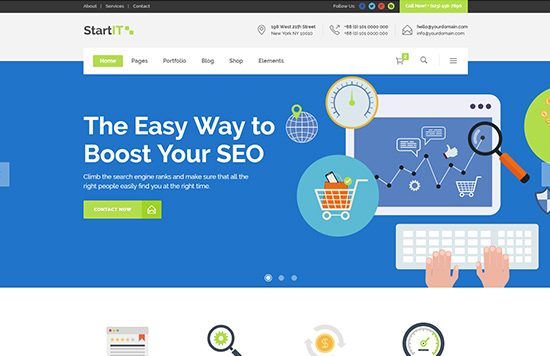 About | Services | Contact
Follow Us:
Call Now! (123) 456-7890
StartIT
198 West 21th Street
New York NY 10010
+88 (0) 101 0000 000
+88 (0) 101 0000 000
hello@yourdomain.com
info@yourdomain.com
Home Pages Portfolio Blog Shop Elements
2
The Easy Way to
Boost Your SEO
Climb the search engine ranks and make sure that all the
right people easily find you at the right time.
CONTACT NOW